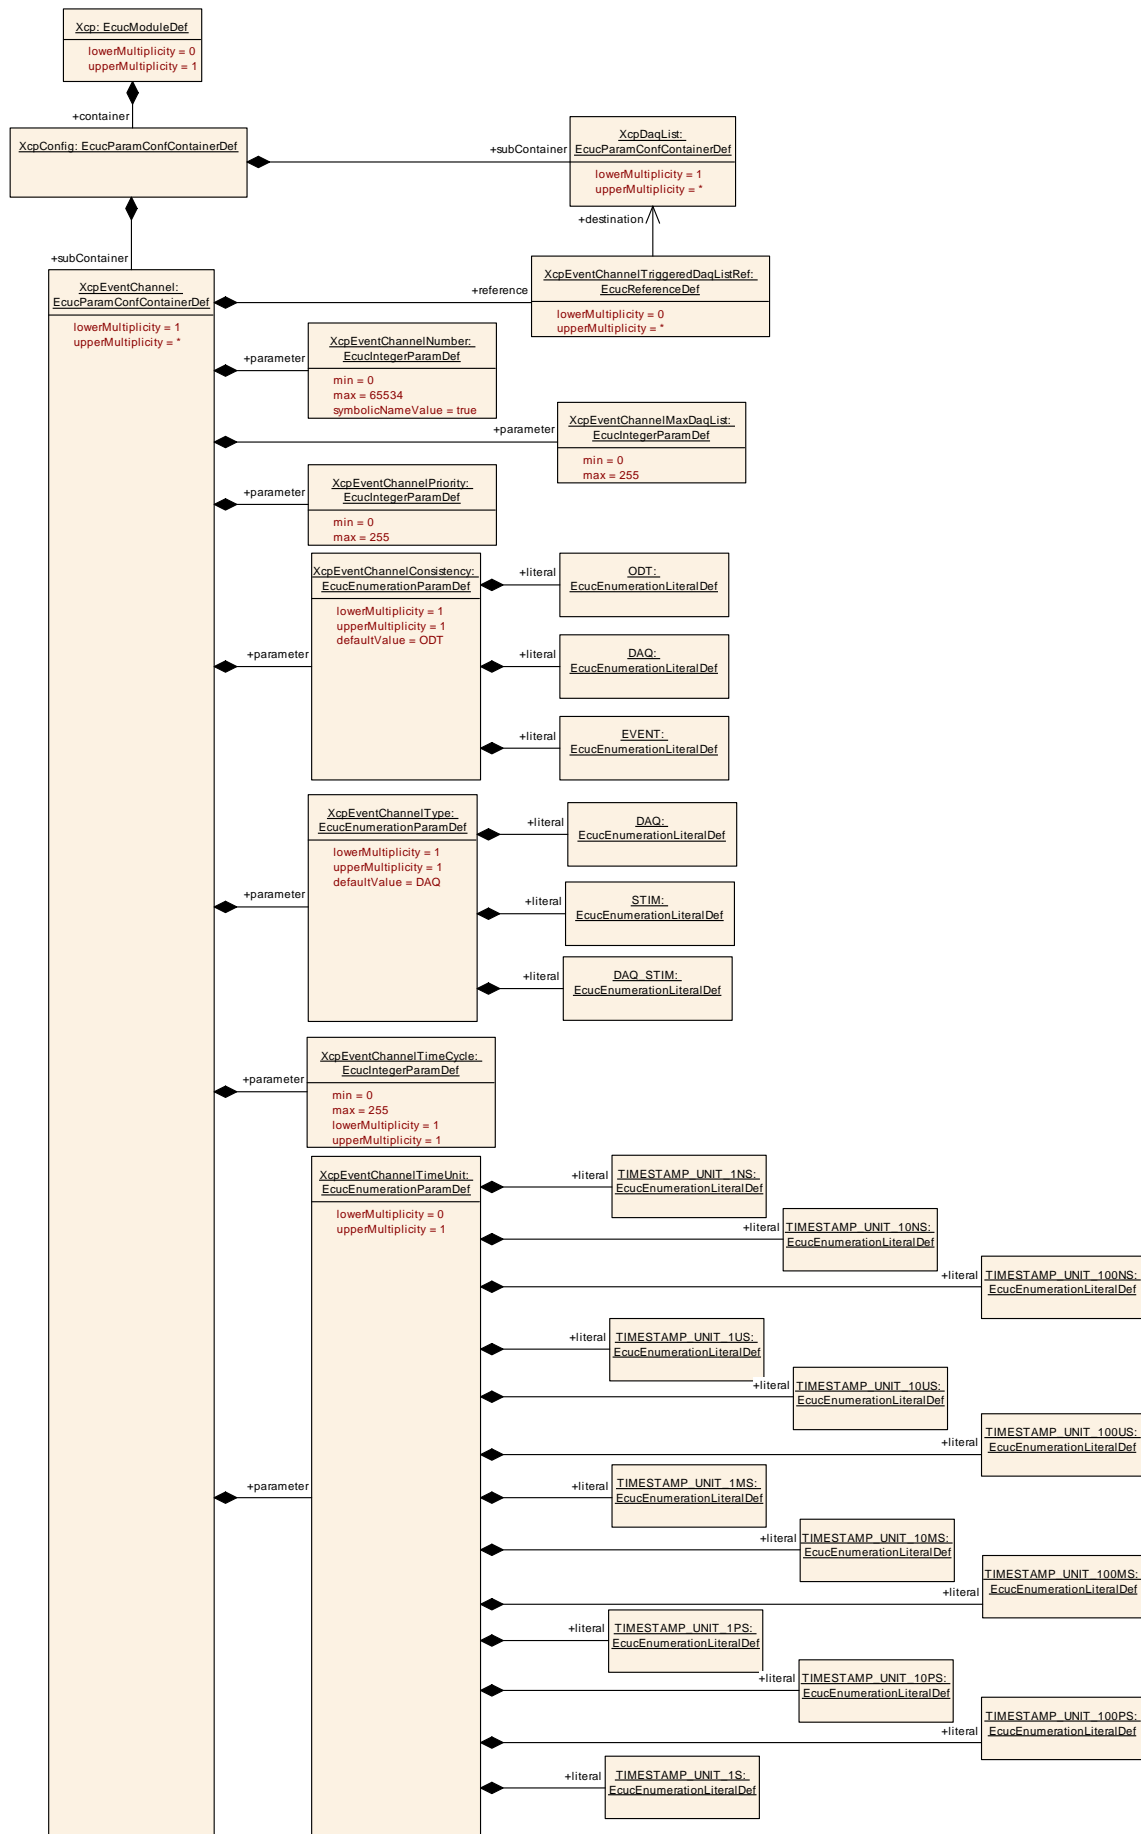 Xcp: EcucModuleDef
lowerMultiplicity = 0
upperMultiplicity = 1
+container
XcpConfig: EcucParamConfContainerDef
+subContainer
XcpDaqList:
EcucParamConfContainerDef
lowerMultiplicity = 1
upperMultiplicity = *
+destination
+subContainer
XcpEventChannel:
EcucParamConfContainerDef
lowerMultiplicity = 1
upperMultiplicity = *
+reference
XcpEventChannelTriggeredDaqListRef:
EcucReferenceDef
lowerMultiplicity = 0
upperMultiplicity = *
+parameter
XcpEventChannelNumber:
EcucIntegerParamDef
min = 0
max = 65534
symbolicNameValue = true
+parameter
XcpEventChannelMaxDaqList:
EcucIntegerParamDef
min = 0
max = 255
+parameter
XcpEventChannelPriority:
EcucIntegerParamDef
min = 0
max = 255
+parameter
XcpEventChannelConsistency:
EcucEnumerationParamDef
lowerMultiplicity = 1
upperMultiplicity = 1
defaultValue = ODT
+literal
ODT:
EcucEnumerationLiteralDef
+literal
DAQ:
EcucEnumerationLiteralDef
+literal
EVENT:
EcucEnumerationLiteralDef
+parameter
XcpEventChannelType:
EcucEnumerationParamDef
lowerMultiplicity = 1
upperMultiplicity = 1
defaultValue = DAQ
+literal
DAQ:
EcucEnumerationLiteralDef
+literal
STIM:
EcucEnumerationLiteralDef
+literal
DAQ_STIM:
EcucEnumerationLiteralDef
+parameter
XcpEventChannelTimeCycle:
EcucIntegerParamDef
min = 0
max = 255
lowerMultiplicity = 1
upperMultiplicity = 1
+parameter
XcpEventChannelTimeUnit:
EcucEnumerationParamDef
lowerMultiplicity = 0
upperMultiplicity = 1
+literal
TIMESTAMP_UNIT_1NS:
EcucEnumerationLiteralDef
+literal
TIMESTAMP_UNIT_10NS:
EcucEnumerationLiteralDef
+literal
TIMESTAMP_UNIT_100NS:
EcucEnumerationLiteralDef
+literal
TIMESTAMP_UNIT_1US:
EcucEnumerationLiteralDef
+literal
TIMESTAMP_UNIT_10US:
EcucEnumerationLiteralDef
+literal
TIMESTAMP_UNIT_100US:
EcucEnumerationLiteralDef
+literal
TIMESTAMP_UNIT_1MS:
EcucEnumerationLiteralDef
+literal
TIMESTAMP_UNIT_10MS:
EcucEnumerationLiteralDef
+literal
TIMESTAMP_UNIT_100MS:
EcucEnumerationLiteralDef
+literal
TIMESTAMP_UNIT_1PS:
EcucEnumerationLiteralDef
+literal
TIMESTAMP_UNIT_10PS:
EcucEnumerationLiteralDef
+literal
TIMESTAMP_UNIT_100PS:
EcucEnumerationLiteralDef
+literal
TIMESTAMP_UNIT_1S:
EcucEnumerationLiteralDef